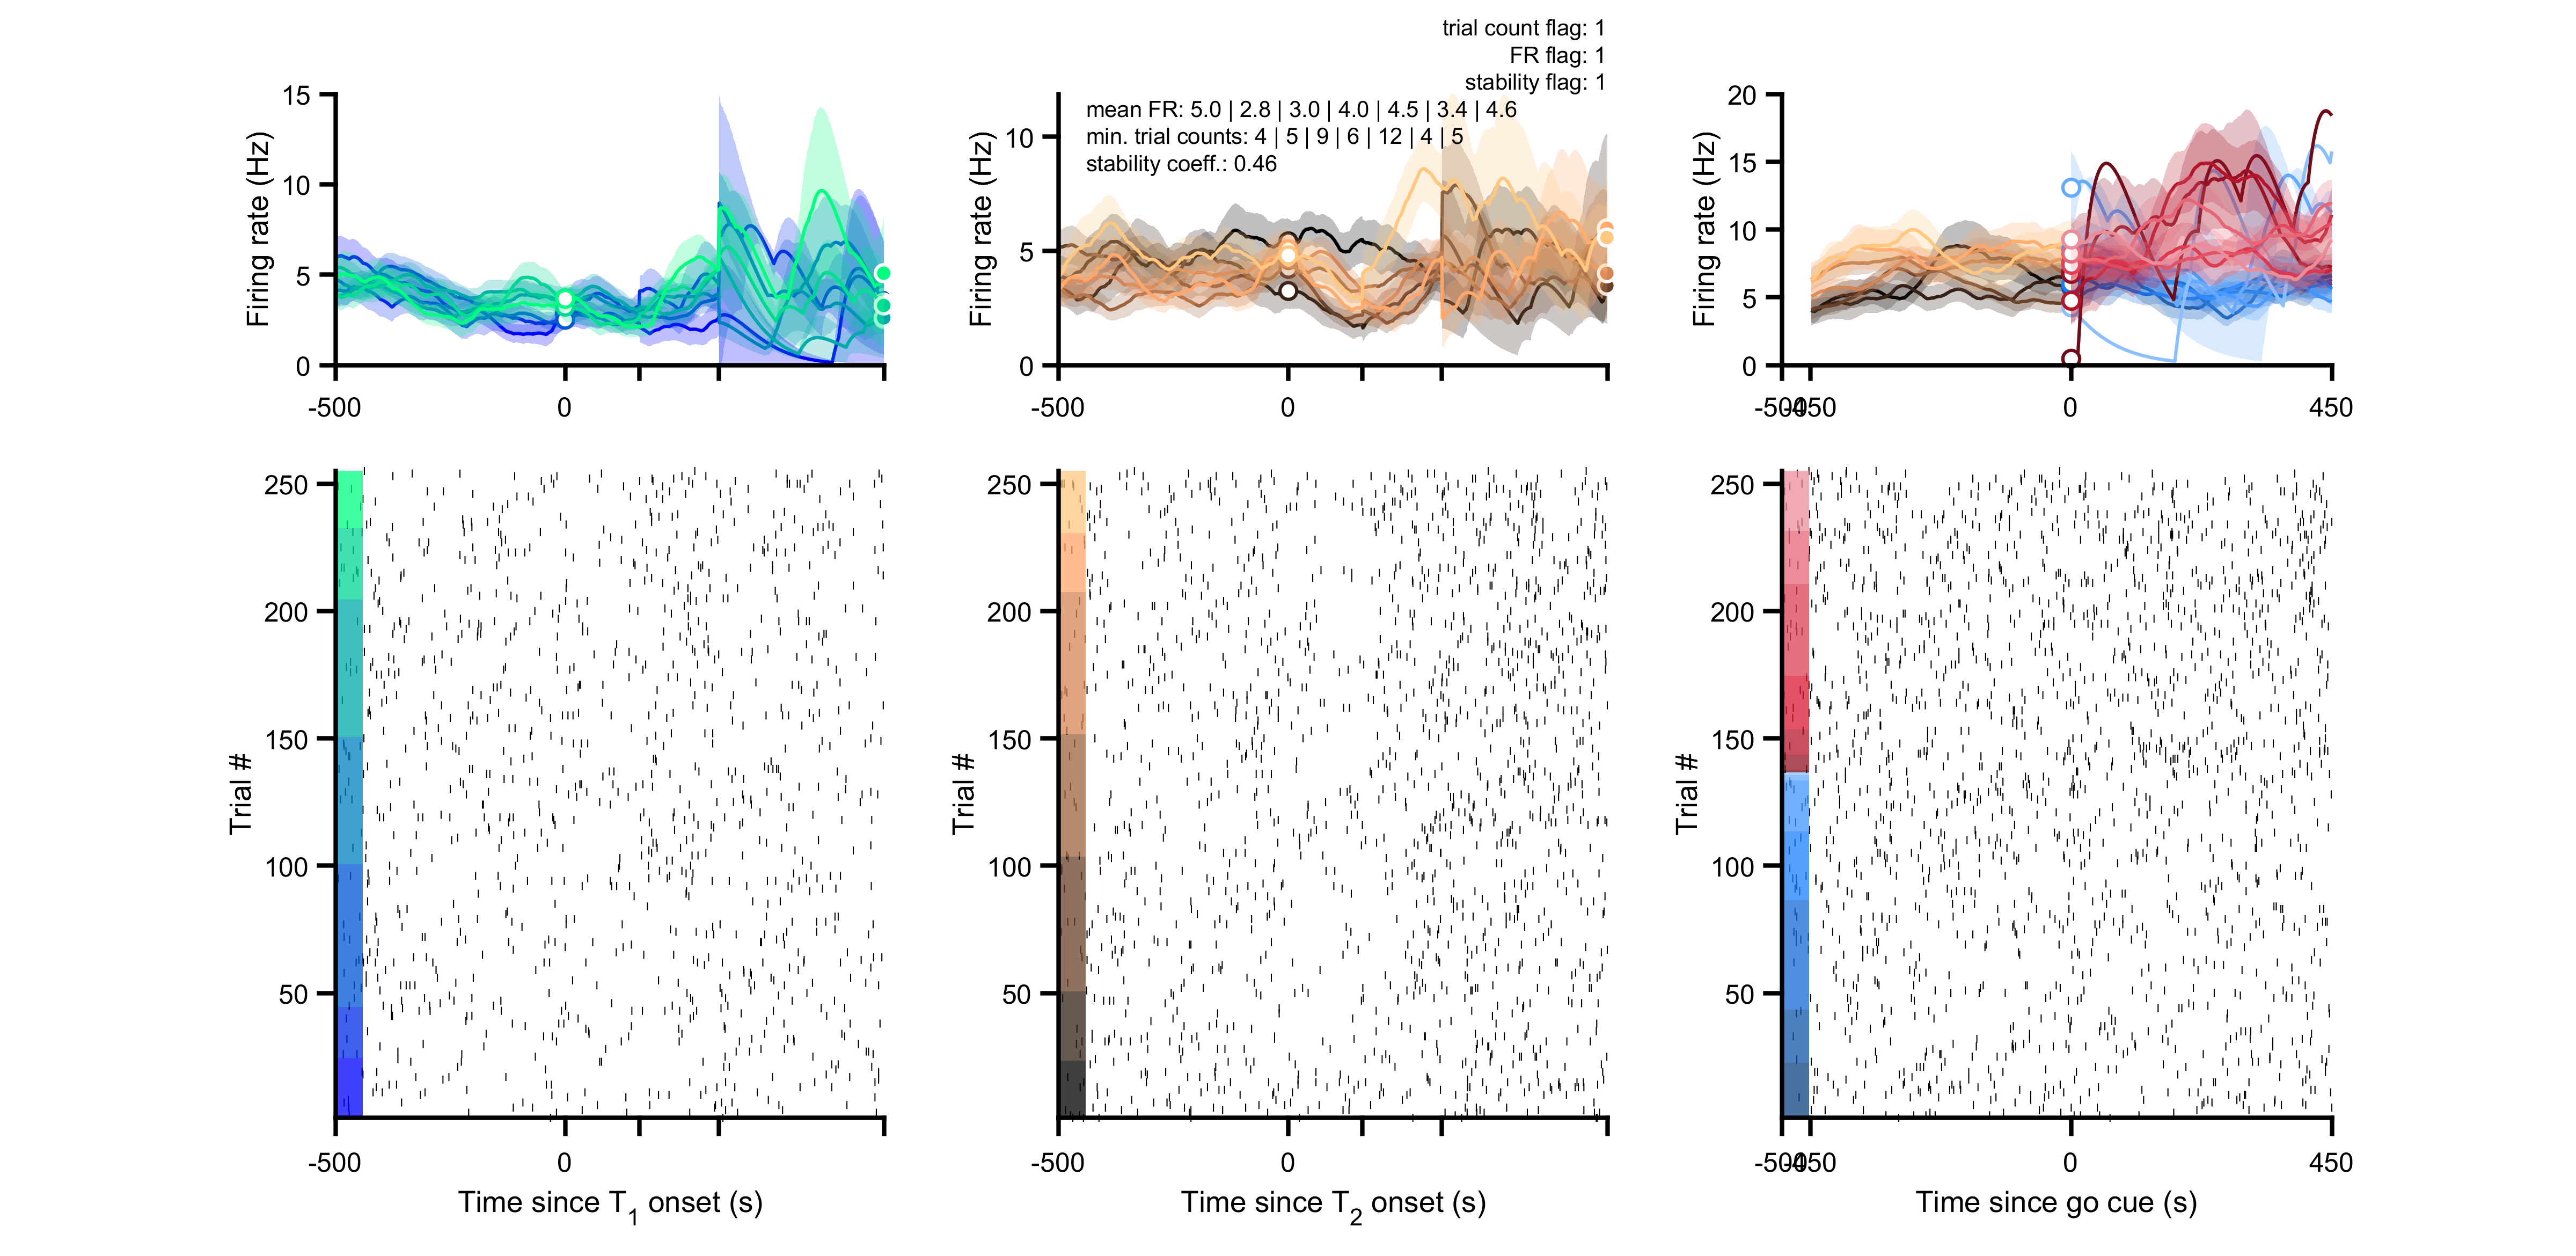 trial count flag: 1
FR flag: 1
stability flag: 1
mean FR: 5.0 | 2.8 | 3.0 | 4.0 | 4.5 | 3.4 | 4.6
min. trial counts: 4 | 5 | 9 | 6 | 12 | 4 | 5
stability coeff.: 0.46
Firing rate (Hz)
15
10
5
0
-500
0
Firing rate (Hz)
10
5
0
-500
0
Firing rate (Hz)
20
15
10
5
0
-500
-450
0
450
Trial #
250
200
150
100
50
-500
0
Time since T1 onset (s)
Trial #
250
200
150
100
50
-500
0
Time since T2 onset (s)
Trial #
250
200
150
100
50
-500
-450
0
450
Time since go cue (s)